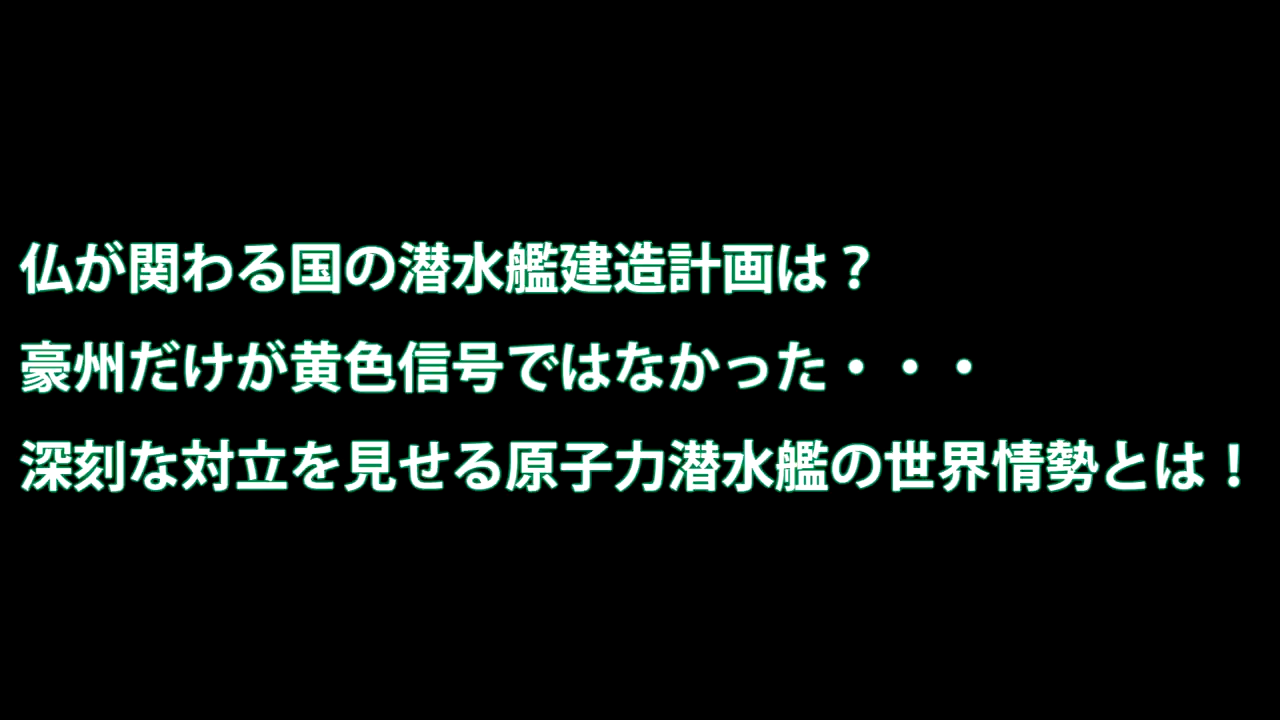 仏が関わる国の潜水艦建造計画は？
豪州だけが黄色信号ではなかった・・・
深刻な対立を見せる原子力潜水艦の世界情勢とは！